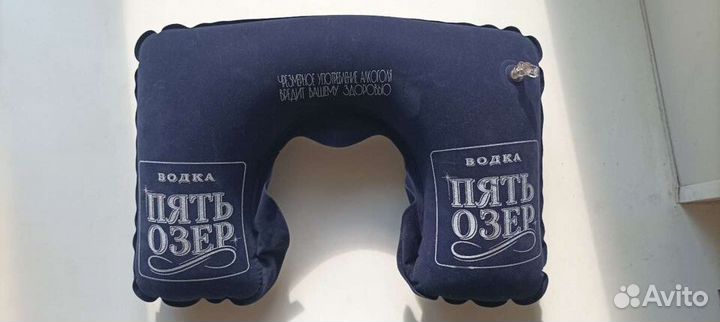 ЧРЕЗМЕРНОЕ УПОТРЕБЛЕНИЕ АЛКОГОЛЯ
ВРЕДИТ ВАШЕМУ ЗДОРОВЬЮ
ВОДКА
ПЯТЬ
ОЗЕР
ВОДКА
ПЯТЬ
ОЗЕР
Avito